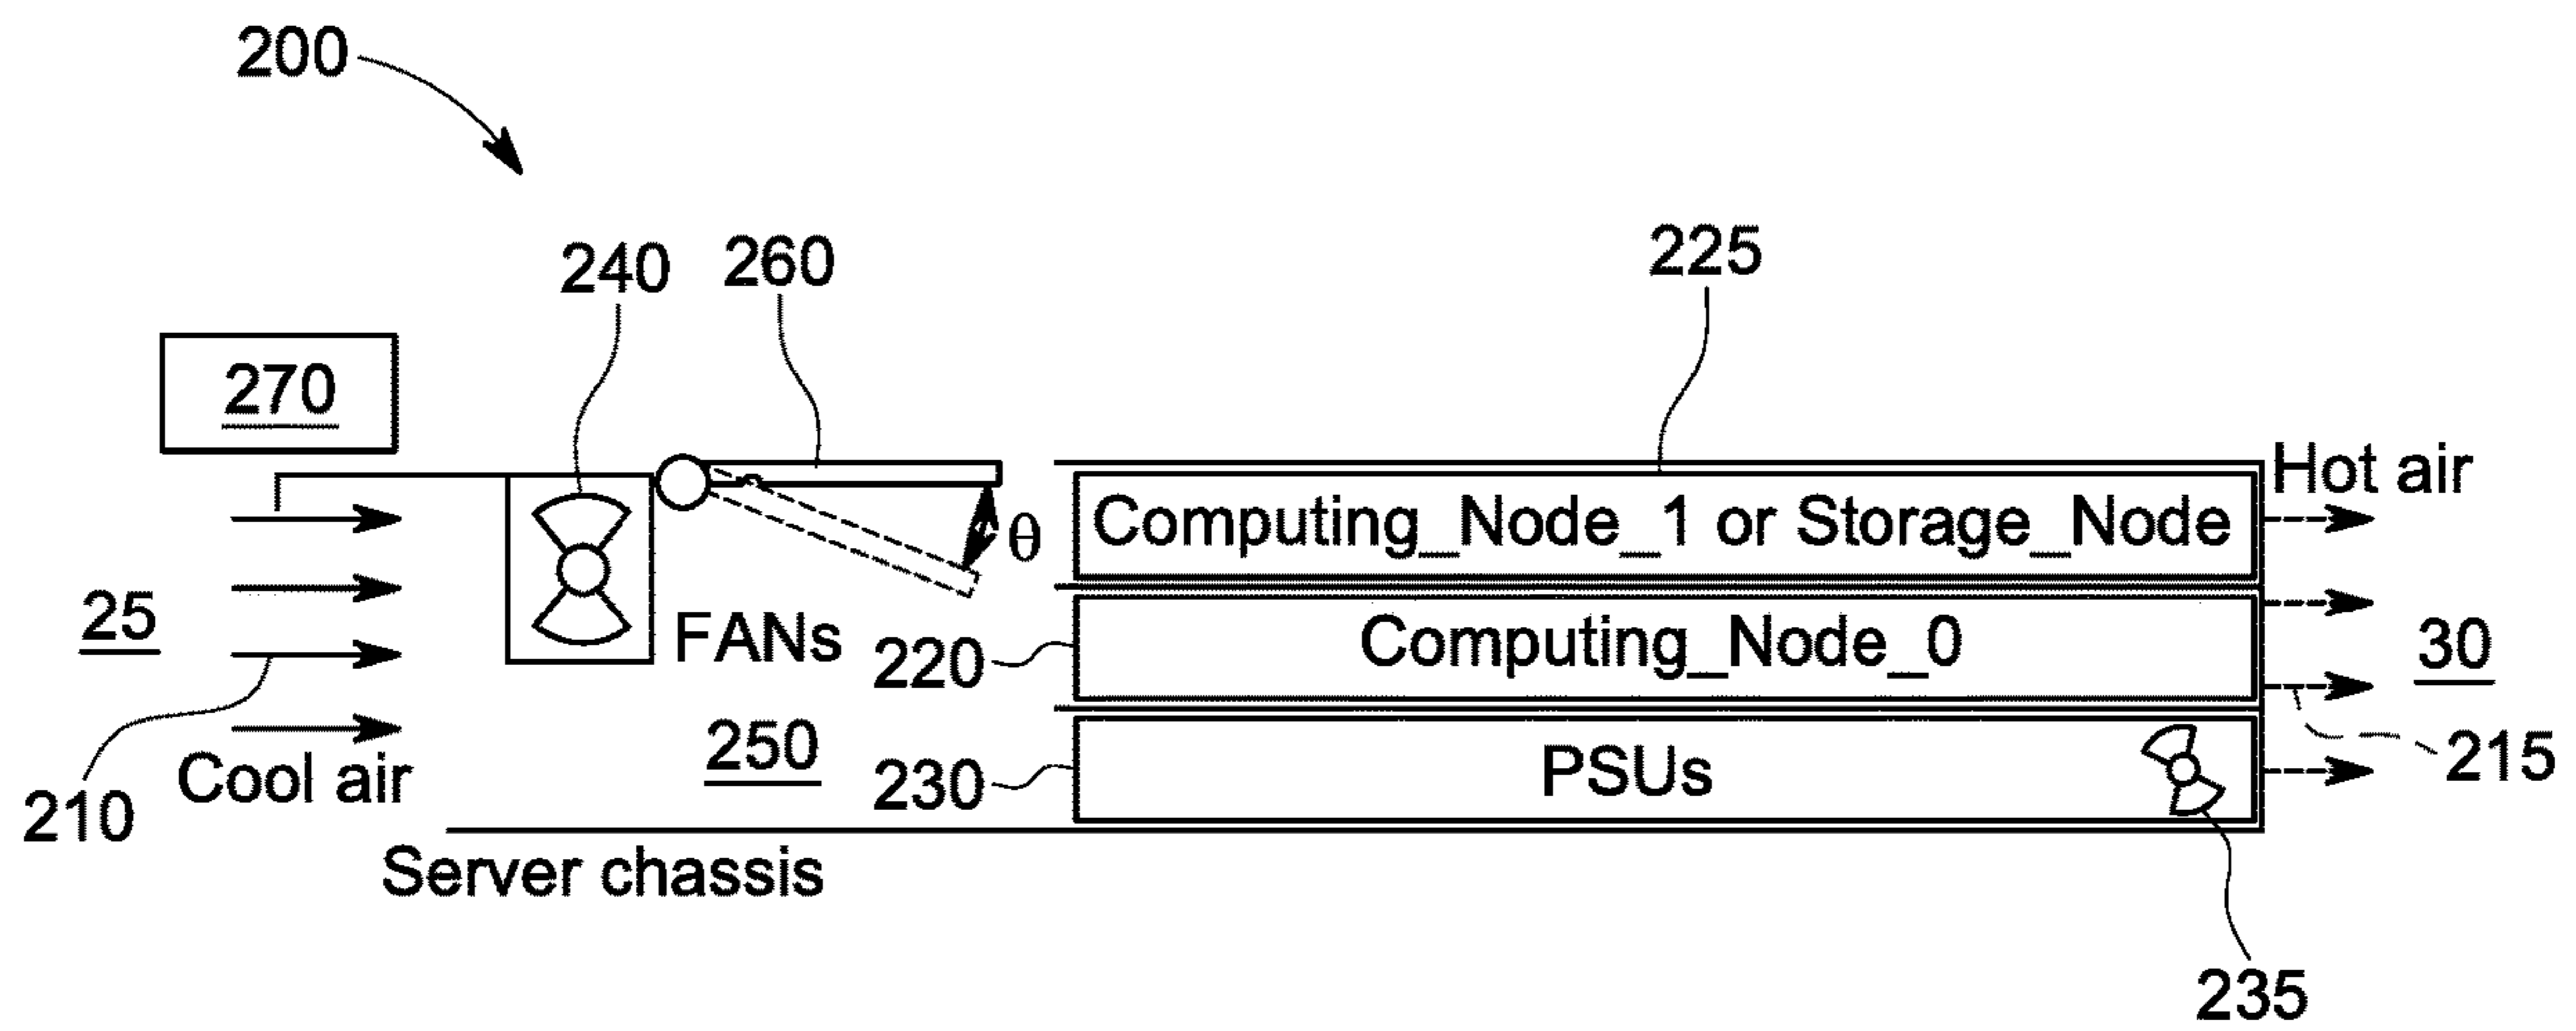 200
240
260
225
270
Hot air
Computing_Node_1 or Storage_Node
θ
25
FANs
220
Computing_Node_0
30
210
Cool air
250
230
PSUs
215
Server chassis
235